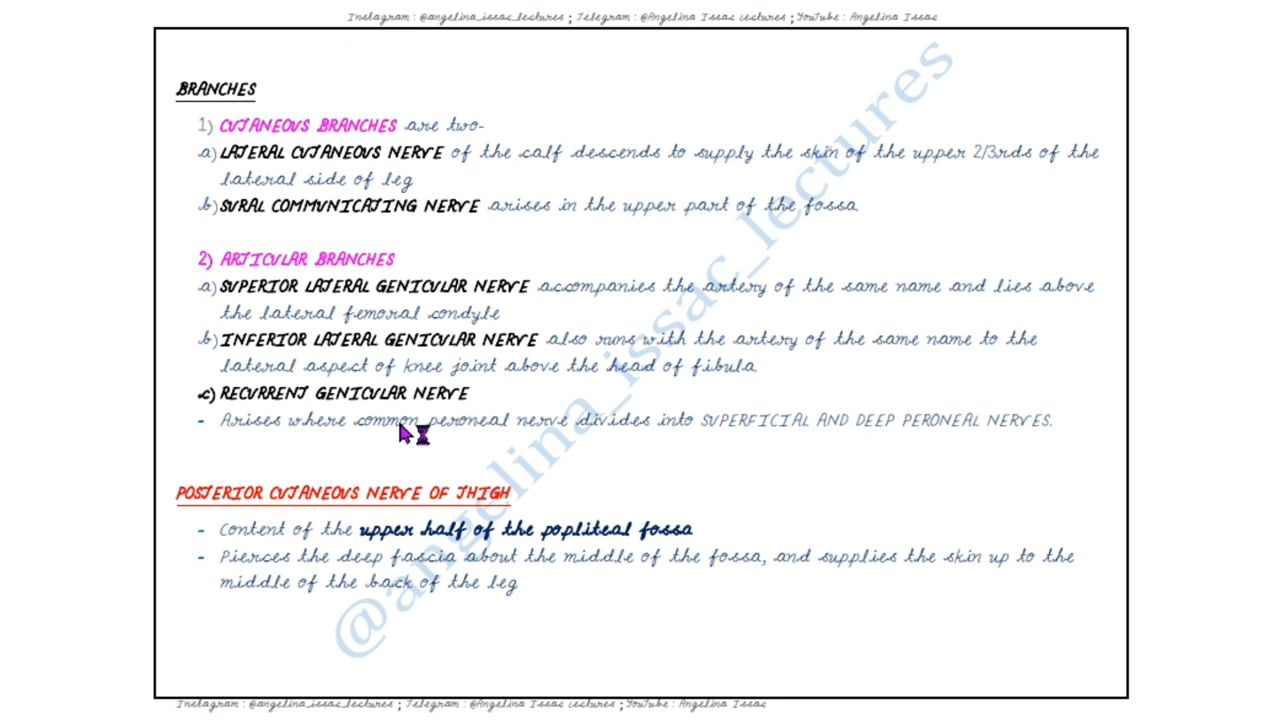 Instagram : @angelina_issac_lectures ; Telegram : @Angelina Issac Lectures ; YouTube : Angelina Issac
BRANCHES
1) CUTANEOUS BRANCHES are two-
a) LATERAL CUTANEOUS NERVE of the calf descends to supply the skin of the upper 2/3rds of the
lateral side of leg
b) SURAL COMMUNICATING NERVE arises in the upper part of the fossa
2) ARTICULAR BRANCHES
a) SUPERIOR LATERAL GENICULAR NERVE accompanies the artery of the same name and lies above
the lateral femoral condyle
b) INFERIOR LATERAL GENICULAR NERVE also runs with the artery of the same name to the
lateral aspect of knee joint above the head of fibula
c) RECURRENT GENICULAR NERVE
- Arises where common peroneal nerve divides into SUPERFICIAL AND DEEP PERONEAL NERVES.
POSTERIOR CUTANEOUS NERVE OF THIGH
- Content of the upper half of the popliteal fossa
- Pierces the deep fascia about the middle of the fossa, and supplies the skin up to the
middle of the back of the leg
@angelina_issac_lectures
Instagram : @angelina_issac_lectures ; Telegram : @Angelina Issac Lectures ; YouTube : Angelina Issac